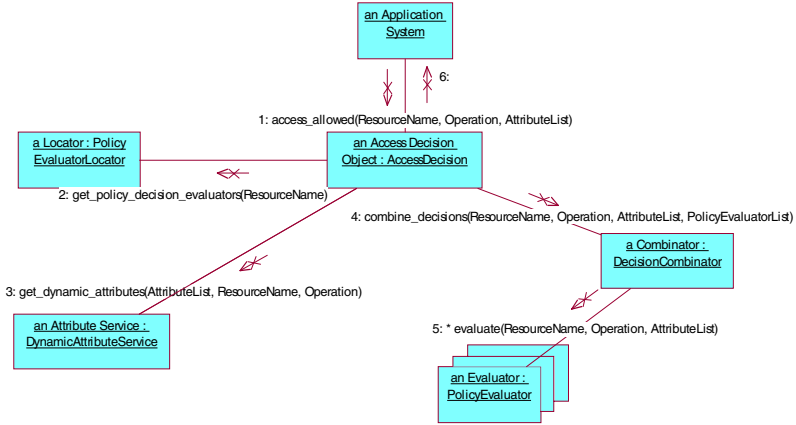 an Application
System
6:
1: access_allowed(ResourceName, Operation, AttributeList)
a Locator : Policy
EvaluatorLocator
an Access Decision
Object : AccessDecision
2: get_policy_decision_evaluators(ResourceName)
4: combine_decisions(ResourceName, Operation, AttributeList, PolicyEvaluatorList)
a Combinator :
DecisionCombinator
3: get_dynamic_attributes(AttributeList, ResourceName, Operation)
an Attribute Service :
DynamicAttributeService
5: * evaluate(ResourceName, Operation, AttributeList)
an Evaluator :
PolicyEvaluator